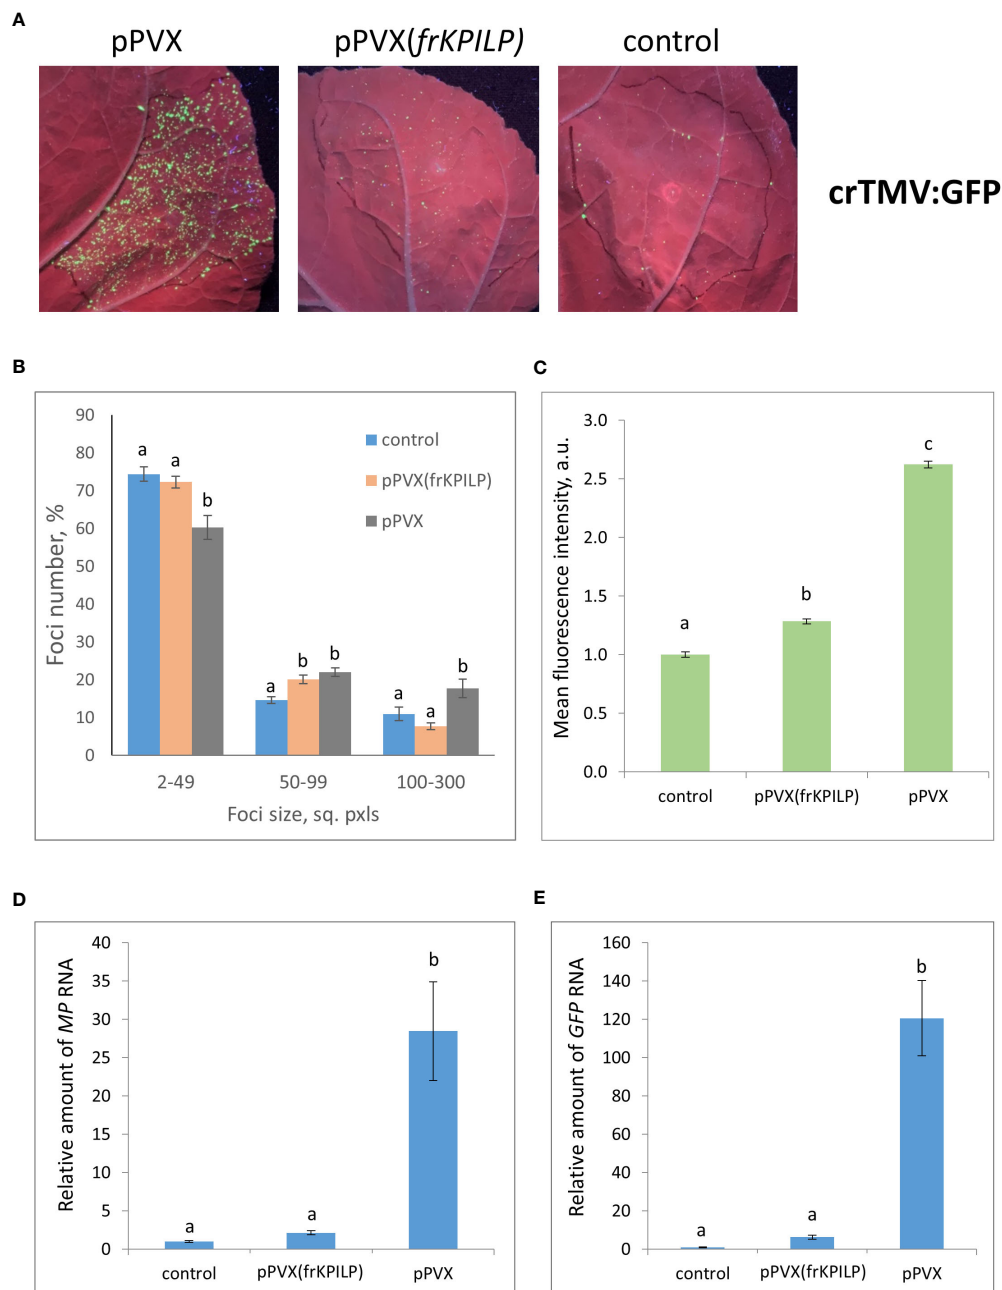 A
pPVX
pPVX(frKPILP)
control
crTMV:GFP
B
Foci number, %
90
80
70
60
50
40
30
20
10
0
a
a
b
a
b
b
a
a
b
control
pPVX(frKPILP)
pPVX
2-49
50-99
100-300
Foci size, sq. pxls
C
Mean fluorescence intensity, a.u.
3.0
2.5
2.0
1.5
1.0
0.5
0.0
a
b
c
control
pPVX(frKPILP)
pPVX
D
Relative amount of MP RNA
40
35
30
25
20
15
10
5
0
a
a
b
control
pPVX(frKPILP)
pPVX
E
Relative amount of GFP RNA
160
140
120
100
80
60
40
20
0
a
a
b
control
pPVX(frKPILP)
pPVX